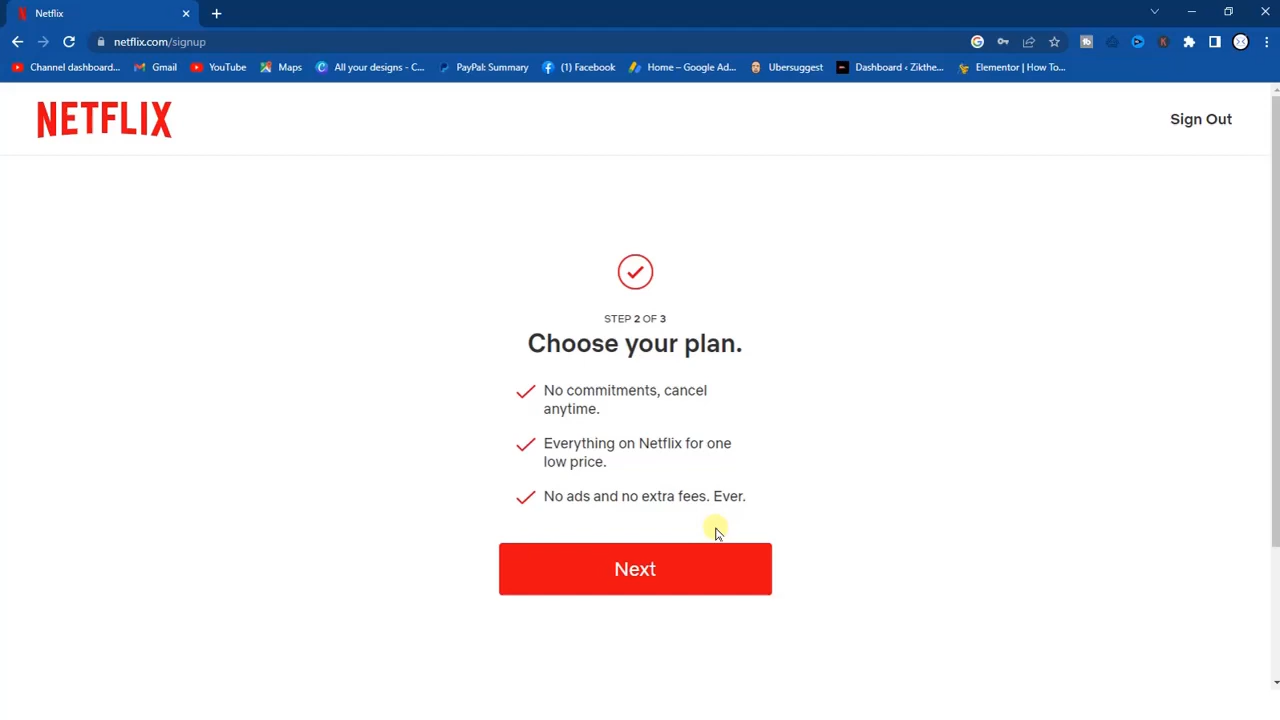 Netflix
netflix.com/signup
Channel dashboard... Gmail YouTube Maps All your designs - C... PayPal: Summary (1) Facebook Home – Google Ad... Ubersuggest Dashboard ‹ Zikthe... Elementor | How To...
NETFLIX
Sign Out
STEP 2 OF 3
Choose your plan.
No commitments, cancel
anytime.
Everything on Netflix for one
low price.
No ads and no extra fees. Ever.
Next